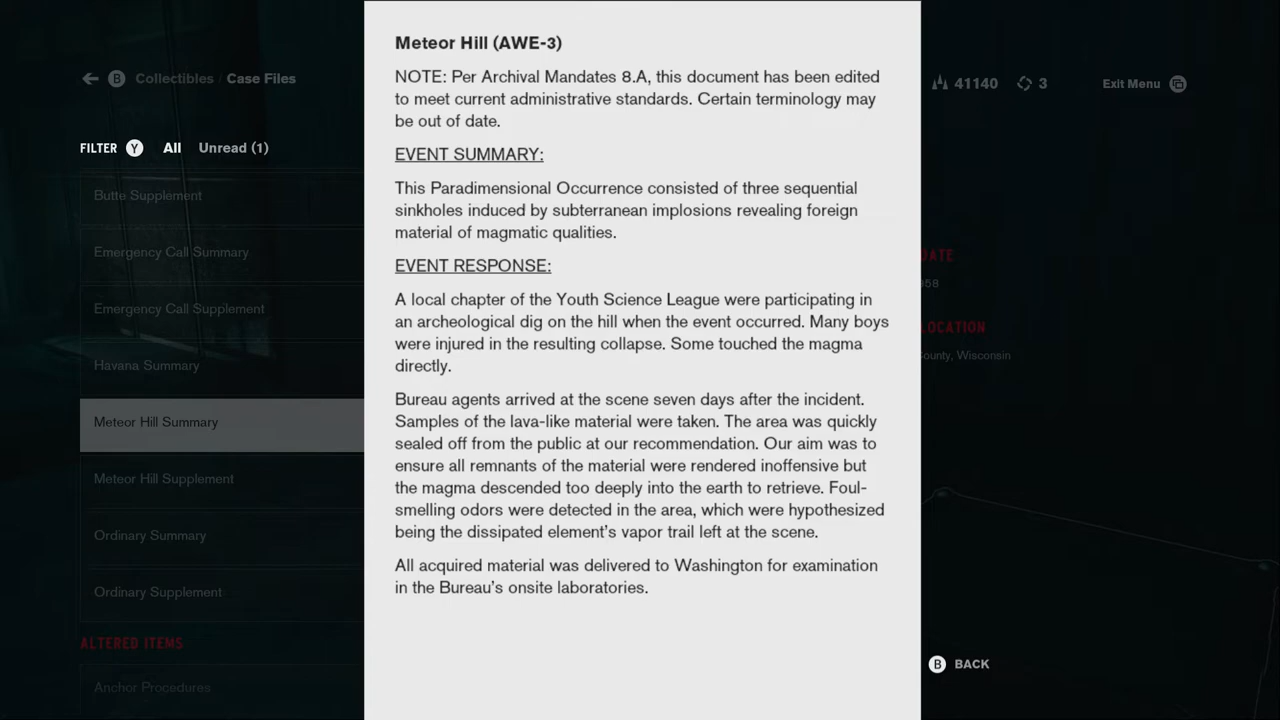 Meteor Hill (AWE-3)
NOTE: Per Archival Mandates 8.A, this document has been edited
to meet current administrative standards. Certain terminology may
be out of date.
EVENT SUMMARY:
This Paradimensional Occurrence consisted of three sequential
sinkholes induced by subterranean implosions revealing foreign
material of magmatic qualities.
EVENT RESPONSE:
A local chapter of the Youth Science League were participating in
an archeological dig on the hill when the event occurred. Many boys
were injured in the resulting collapse. Some touched the magma
directly.
Bureau agents arrived at the scene seven days after the incident.
Samples of the lava-like material were taken. The area was quickly
sealed off from the public at our recommendation. Our aim was to
ensure all remnants of the material were rendered inoffensive but
the magma descended too deeply into the earth to retrieve. Foul-
smelling odors were detected in the area, which were hypothesized
being the dissipated element's vapor trail left at the scene.
All acquired material was delivered to Washington for examination
in the Bureau's onsite laboratories.
B Collectibles / Case Files
FILTER Y All Unread (1)
Butte Supplement
Emergency Call Summary
Emergency Call Supplement
Havana Summary
Meteor Hill Summary
Meteor Hill Supplement
Ordinary Summary
Ordinary Supplement
ALTERED ITEMS
Anchor Procedures
41140 3 Exit Menu
DATE
958
LOCATION
County, Wisconsin
B BACK